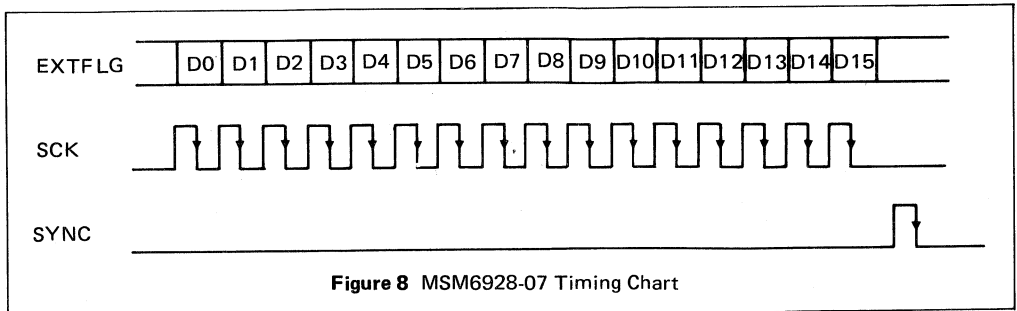 EXTFLG D0 D1 D2 D3 D4 D5 D6 D7 D8 D9 D10 D11 D12 D13 D14 D15
SCK
SYNC
Figure 8 MSM6928-07 Timing Chart